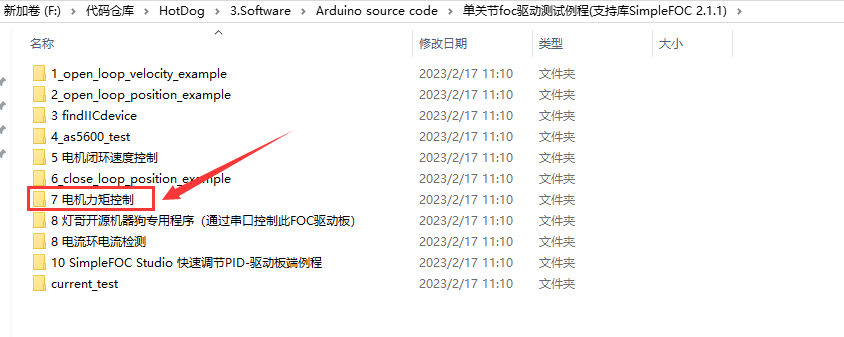 新加卷 (F:) › 代码仓库 › HotDog › 3.Software › Arduino source code › 单关节foc驱动测试例程(支持库SimpleFOC 2.1.1) ›
名称 修改日期 类型 大小
1_open_loop_velocity_example 2023/2/17 11:10 文件夹
2_open_loop_position_example 2023/2/17 11:10 文件夹
3 findIICdevice 2023/2/17 11:10 文件夹
4_as5600_test 2023/2/17 11:10 文件夹
5 电机闭环速度控制 2023/2/17 11:10 文件夹
6_close_loop_position_example 2023/2/17 11:10 文件夹
7 电机力矩控制 2023/2/17 11:10 文件夹
8 灯哥开源机器狗专用程序（通过串口控制此FOC驱动板） 2023/2/17 11:10 文件夹
8 电流环电流检测 2023/2/17 11:10 文件夹
10 SimpleFOC Studio 快速调节PID-驱动板端例程 2023/2/17 11:10 文件夹
current_test 2023/2/17 11:10 文件夹